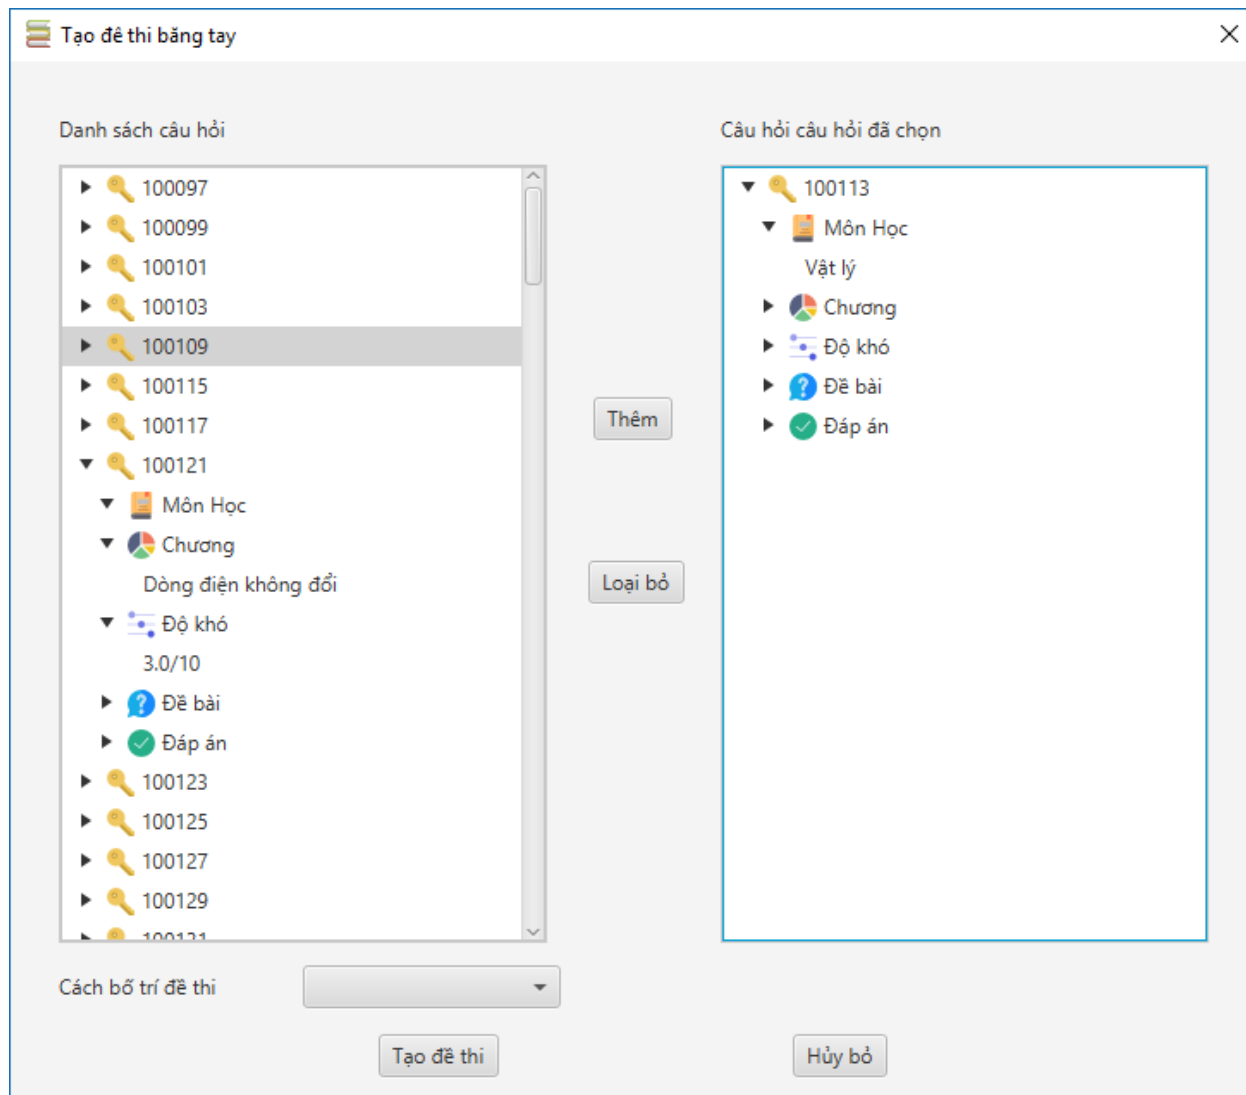 Tạo đề thi bằng tay
Danh sách câu hỏi
100097
100099
100101
100103
100109
100115
100117
100121
Môn Học
Chương
Dòng điện không đổi
Độ khó
3.0/10
Đề bài
Đáp án
100123
100125
100127
100129
Thêm
Loại bỏ
Câu hỏi câu hỏi đã chọn
100113
Môn Học
Vật lý
Chương
Độ khó
Đề bài
Đáp án
Cách bố trí đề thi
Tạo đề thi
Hủy bỏ